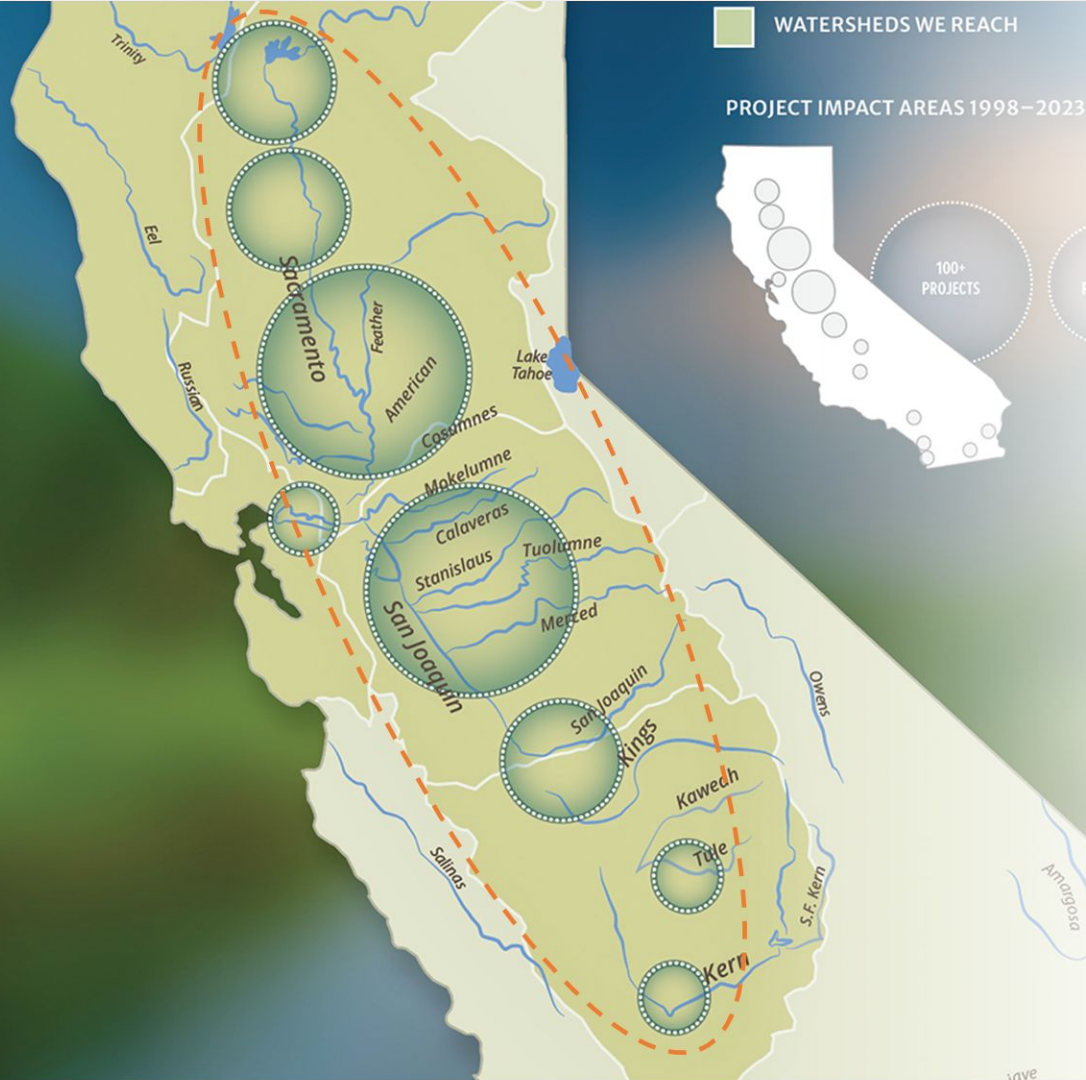 WATERSHEDS WE REACH
PROJECT IMPACT AREAS 1998–2023
100+
PROJECTS
Trinity
Eel
Sacramento
Feather
American
Russian
Lake
Tahoe
Cosumnes
Mokelumne
Calaveras
Stanislaus
Tuolumne
Merced
San Joaquin
San Joaquin
Kings
Owens
Kaweah
Tule
Salinas
S.F. Kern
Kern
Amargosa